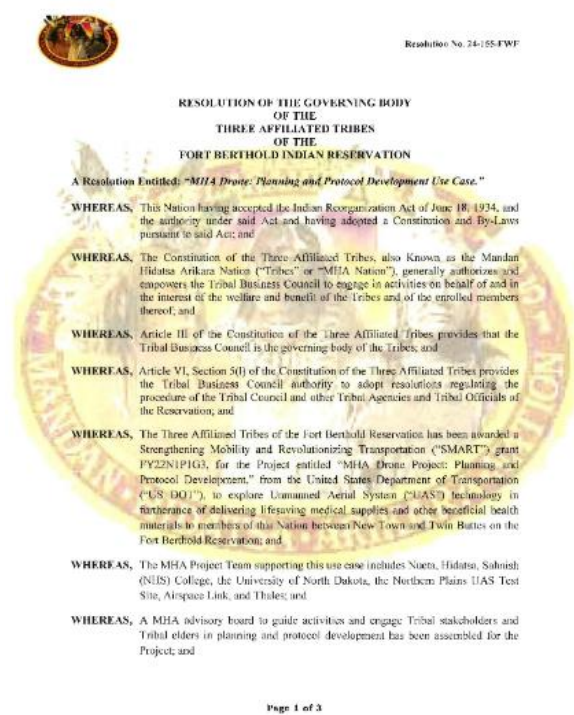 Resolution No. 24-155-FWF
RESOLUTION OF THE GOVERNING BODY
OF THE
THREE AFFILIATED TRIBES
OF THE
FORT BERTHOLD INDIAN RESERVATION
A Resolution Entitled: "MHA Drone: Planning and Protocol Development Use Case."
WHEREAS, This Nation having accepted the Indian Reorganization Act of June 18, 1934, and
the authority under said Act and having adopted a Constitution and By-Laws
pursuant to said Act; and
WHEREAS, The Constitution of the Three Affiliated Tribes, also Known as the Mandan
Hidatsa Arikara Nation ("Tribes" or "MHA Nation"), generally authorizes and
empowers the Tribal Business Council to engage in activities on behalf of and in
the interest of the welfare and benefit of the Tribes and of the enrolled members
thereof; and
WHEREAS, Article III of the Constitution of the Three Affiliated Tribes provides that the
Tribal Business Council is the governing body of the Tribes; and
WHEREAS, Article VI, Section 5(l) of the Constitution of the Three Affiliated Tribes provides
the Tribal Business Council authority to adopt resolutions regulating the
procedure of the Tribal Council and other Tribal Agencies and Tribal Officials of
the Reservation; and
WHEREAS, The Three Affiliated Tribes of the Fort Berthold Reservation has been awarded a
Strengthening Mobility and Revolutionizing Transportation ("SMART") grant
FY22N1P1G3, for the Project entitled "MHA Drone Project: Planning and
Protocol Development," from the United States Department of Transportation
("US DOT"), to explore Unmanned Aerial System ("UAS") technology in
furtherance of delivering lifesaving medical supplies and other beneficial health
materials to members of this Nation between New Town and Twin Buttes on the
Fort Berthold Reservation; and
WHEREAS, The MHA Project Team supporting this use case includes Nueta, Hidatsa, Sahnish
(NHS) College, the University of North Dakota, the Northern Plains UAS Test
Site, Airspace Link, and Thales; and
WHEREAS, A MHA advisory board to guide activities and engage Tribal stakeholders and
Tribal elders in planning and protocol development has been assembled for the
Project; and
Page 1 of 3